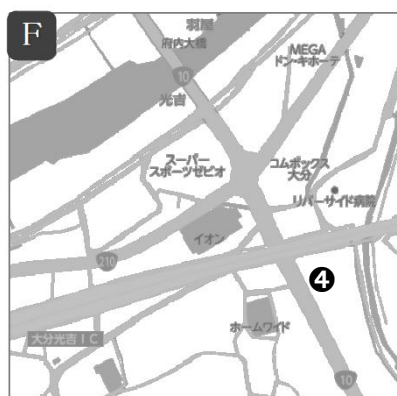 F
羽屋
府内大橋
10
光吉
MEGA
ドン・キホーテ
スーパー
スポーツゼビオ
コムボックス
大分
リバーサイド病院
イオン
210
4
ホームワイド
大分光吉IC
10